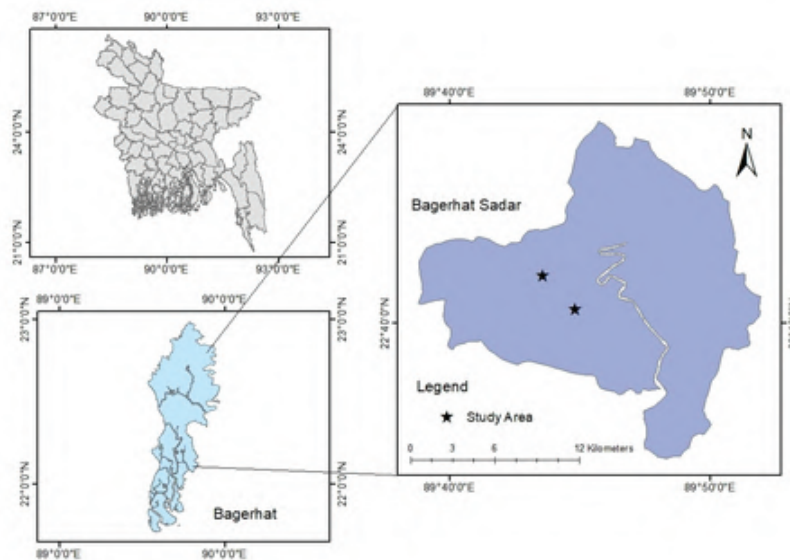 87°0'0"E 90°0'0"E 93°0'0"E
24°0'0"N 24°0'0"N
21°0'0"N 21°0'0"N
87°0'0"E 90°0'0"E 93°0'0"E
89°0'0"E 90°0'0"E
23°0'0"N 23°0'0"N
22°0'0"N 22°0'0"N
Bagerhat
89°0'0"E 90°0'0"E
89°40'0"E 89°50'0"E
N
Bagerhat Sadar
22°40'0"N
Legend
Study Area
0 3 6 12 Kilometers
89°40'0"E 89°50'0"E